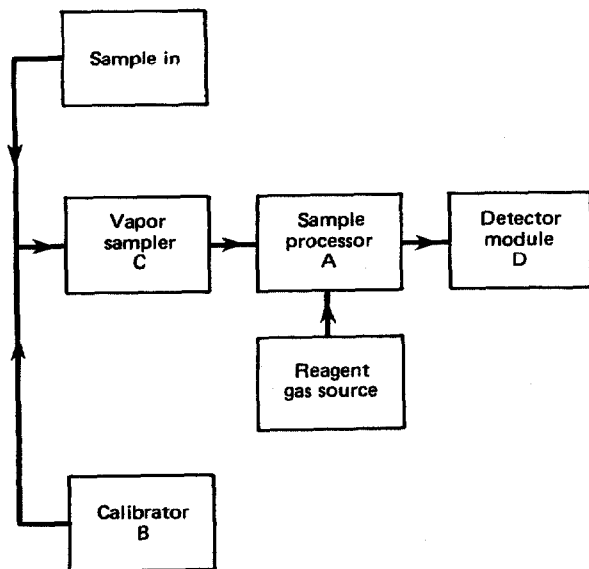 Sample in
Vapor
sampler
C
Sample
processor
A
Detector
module
D
Reagent
gas source
Calibrator
B